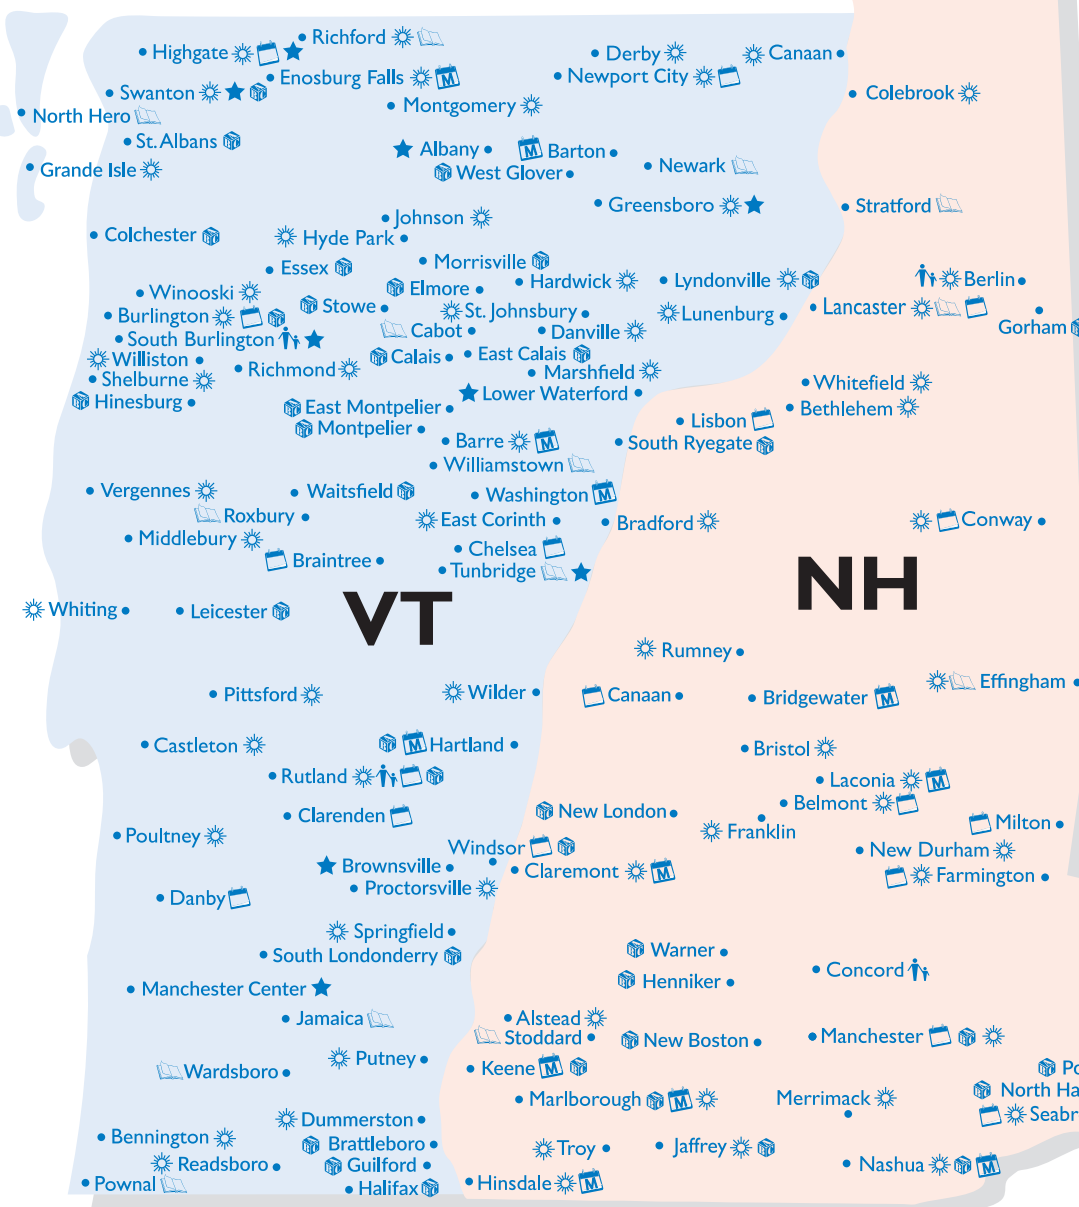 Richford
Highgate
Derby
Canaan
Enosburg Falls
Newport City
Swanton
Colebrook
Montgomery
North Hero
St. Albans
Albany
M Barton
Grande Isle
West Glover
Newark
Greensboro
Stratford
Johnson
Colchester
Hyde Park
Essex
Morrisville
Winooski
Elmore
Hardwick
Lyndonville
Berlin
Burlington
Stowe
St. Johnsbury
Lunenburg
Lancaster
Gorham
South Burlington
Cabot
Danville
Williston
Calais
East Calais
Shelburne
Richmond
Marshfield
Whitefield
Hinesburg
Lower Waterford
East Montpelier
Bethlehem
Montpelier
Lisbon
Barre M
South Ryegate
Williamstown
Vergennes
Waitsfield
Washington M
Roxbury
East Corinth
Bradford
Conway
Middlebury
Braintree
Chelsea
Tunbridge
VT
NH
Whiting
Leicester
Rumney
Effingham
Pittsford
Wilder
Canaan
Bridgewater M
Castleton
M Hartland
Bristol
Rutland
Laconia M
Clarenden
New London
Belmont
Milton
Poultney
Franklin
Windsor
New Durham
Brownsville
Claremont M
Farmington
Proctorsville
Danby
Springfield
South Londonderry
Warner
Concord
Henniker
Manchester Center
Jamaica
Alstead
Stoddard
New Boston
Manchester
Putney
Wardsboro
Keene M
Po
North Ha
Marlborough M
Merrimack
Seabr
Dummerston
Bennington
Brattleboro
Troy
Jaffrey
Readsboro
Guilford
Nashua M
Pownal
Halifax
Hinsdale M
M